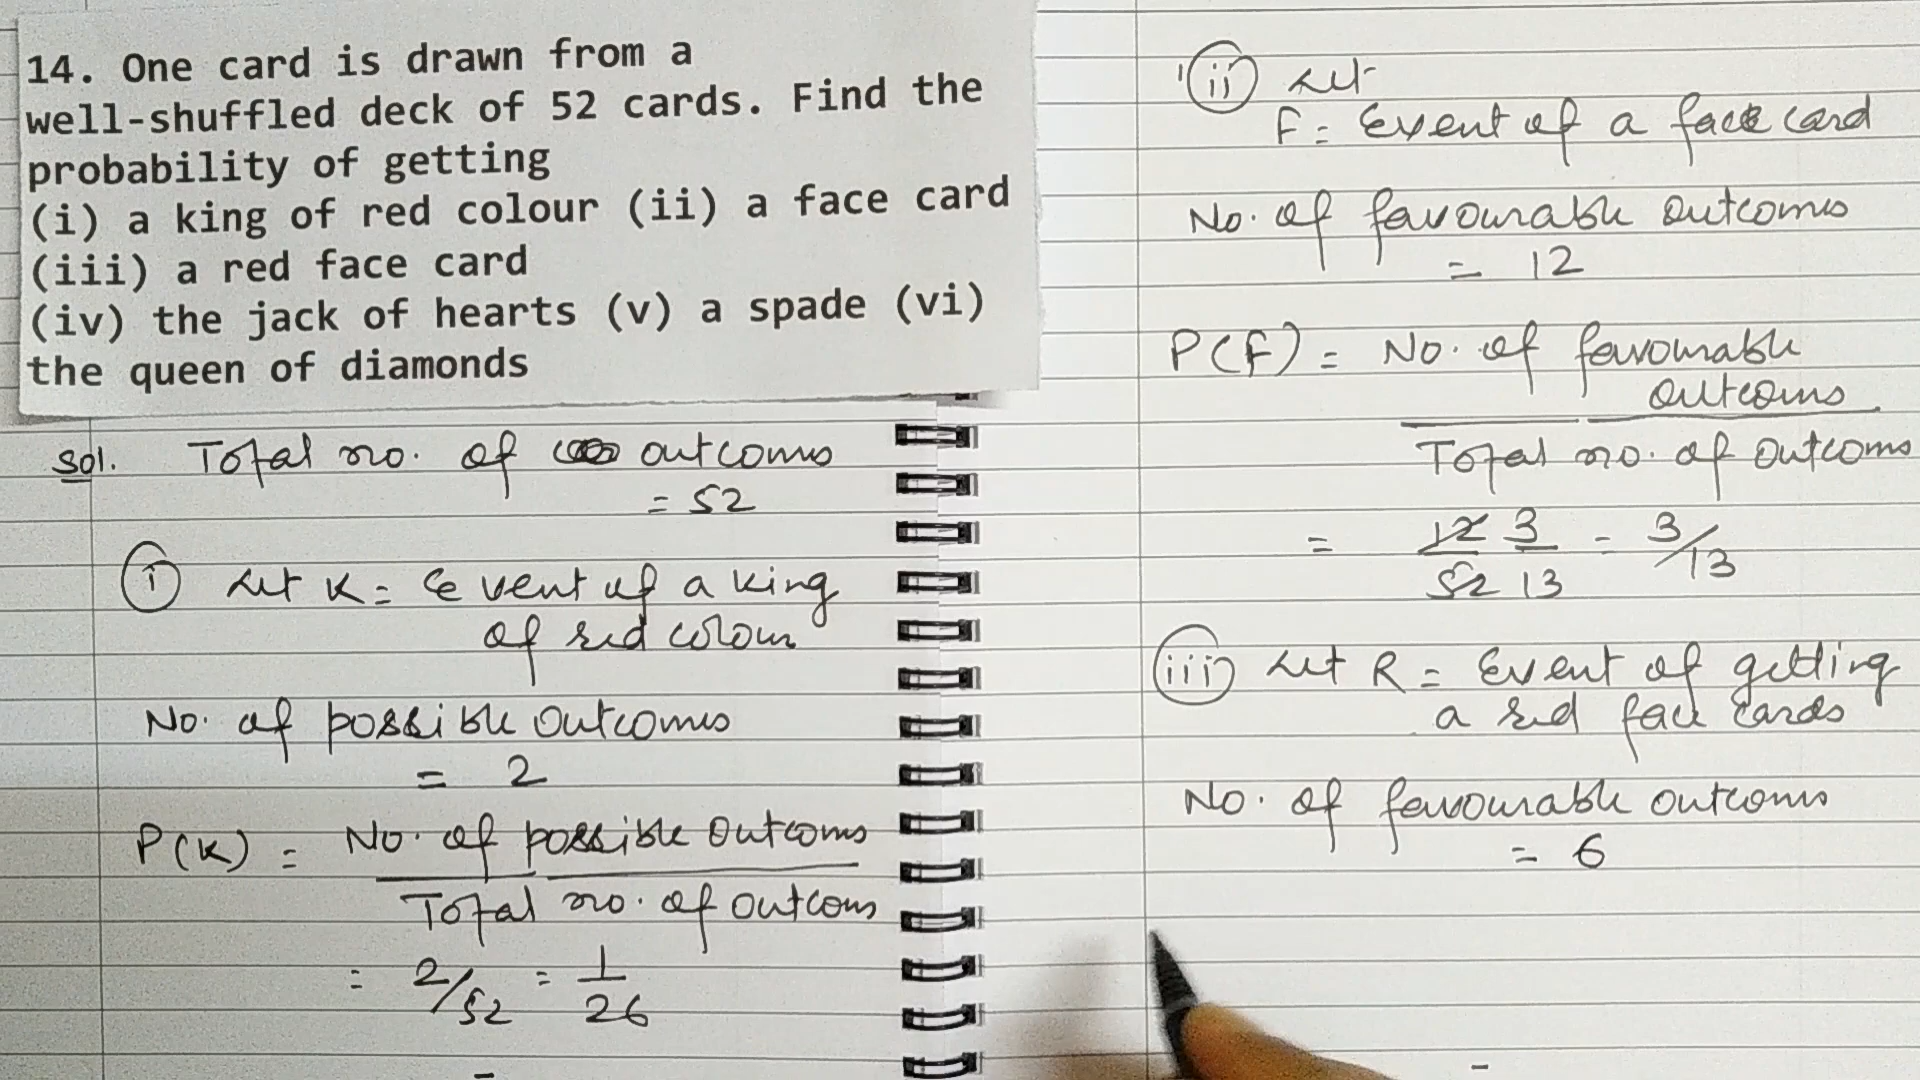 14. One card is drawn from a
well-shuffled deck of 52 cards. Find the
probability of getting
(i) a king of red colour (ii) a face card
(iii) a red face card
(iv) the jack of hearts (v) a spade (vi)
the queen of diamonds
Sol. Total no. of outcomes
= 52
(i) Let K = Event of a king
of red colour
No. of possible outcomes
= 2
P(K) = No. of possible outcomes
Total no. of outcoms
= 2/52 = 1
26
(ii) Let
F = Event of a face card
No. of favourable outcomes
= 12
P(F) = No. of favourable
outcoms
Total no. of outcoms
= 12 3 = 3/13
52 13
(iii) Let R = Event of getting
a red face cards
No. of favourable outcoms
= 6